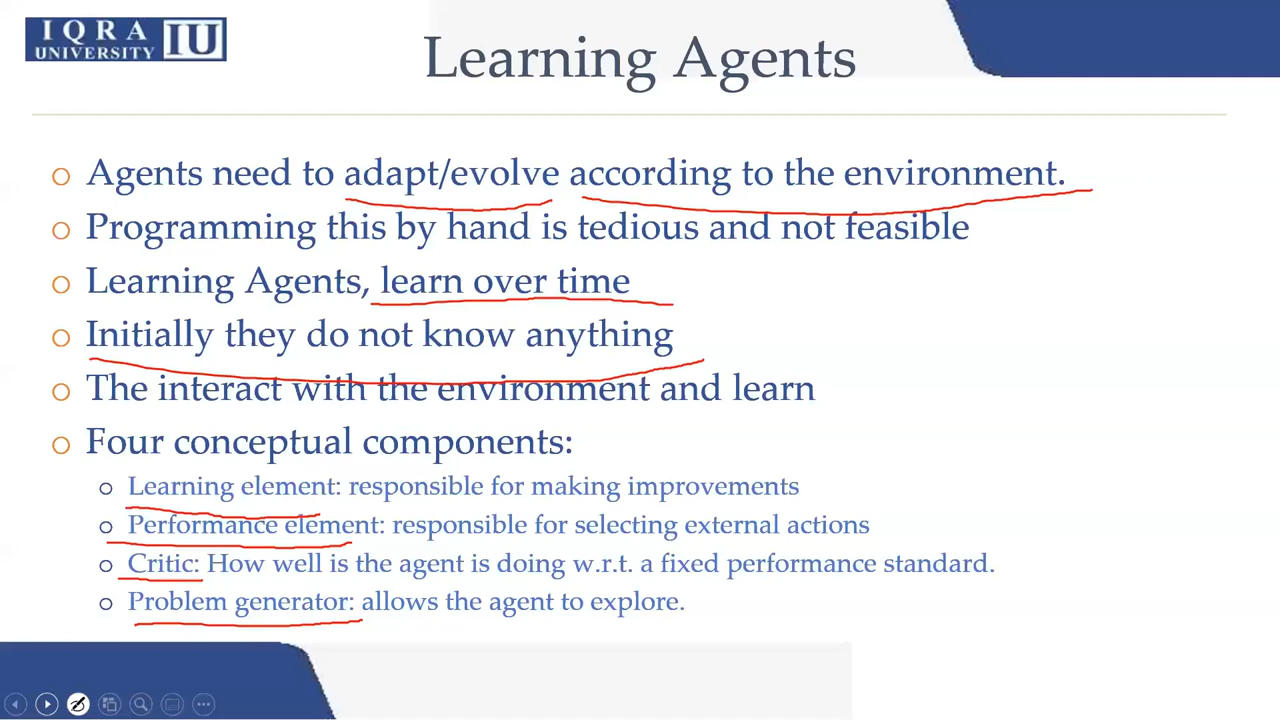 IQRA
UNIVERSITY IU
Learning Agents
Agents need to adapt/evolve according to the environment.
Programming this by hand is tedious and not feasible
Learning Agents, learn over time
Initially they do not know anything
The interact with the environment and learn
Four conceptual components:
Learning element: responsible for making improvements
Performance element: responsible for selecting external actions
Critic: How well is the agent is doing w.r.t. a fixed performance standard.
Problem generator: allows the agent to explore.